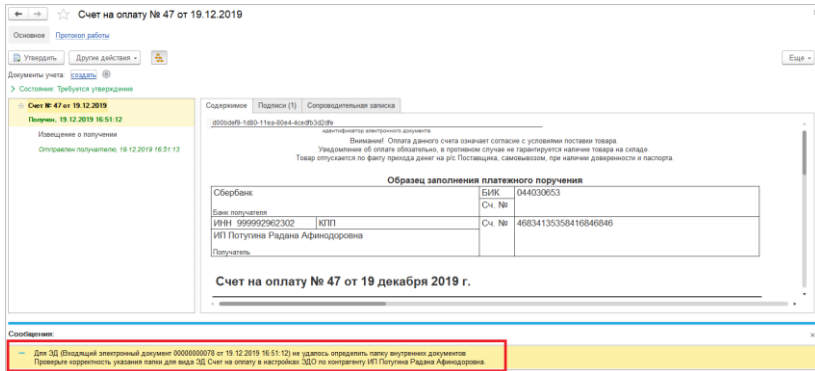 Счет на оплату № 47 от 19.12.2019
Основное Протокол работы
Утвердить Другие действия Еще
Документы учета: создать
Состояние: Требуется утверждение
Счет № 47 от 19.12.2019
Получен, 19.12.2019 16:51:12
Извещение о получении
Отправлен получателю, 19.12.2019 16:51:13
Содержимое Подписи (1) Сопроводительная записка
d00bdef9-1d80-11ea-80e4-4cedfb3d2dfe
идентификатор электронного документа
Внимание! Оплата данного счета означает согласие с условиями поставки товара.
Уведомление об оплате обязательно, в противном случае не гарантируется наличие товара на складе.
Товар отпускается по факту прихода денег на р/с Поставщика, самовывозом, при наличии доверенности и паспорта.
Образец заполнения платежного поручения
Сбербанк БИК 044030653
Сч. №
Банк получателя
ИНН 999992962302 КПП Сч. № 46834135358416846846
ИП Потугина Радана Афинодоровна
Получатель
Счет на оплату № 47 от 19 декабря 2019 г.
Сообщения:
Для ЭД (Входящий электронный документ 00000000078 от 19.12.2019 16:51:12) не удалось определить папку внутренних документов
Проверьте корректность указания папки для вида ЭД Счет на оплату в настройках ЭДО по контрагенту ИП Потугина Радана Афинодоровна.